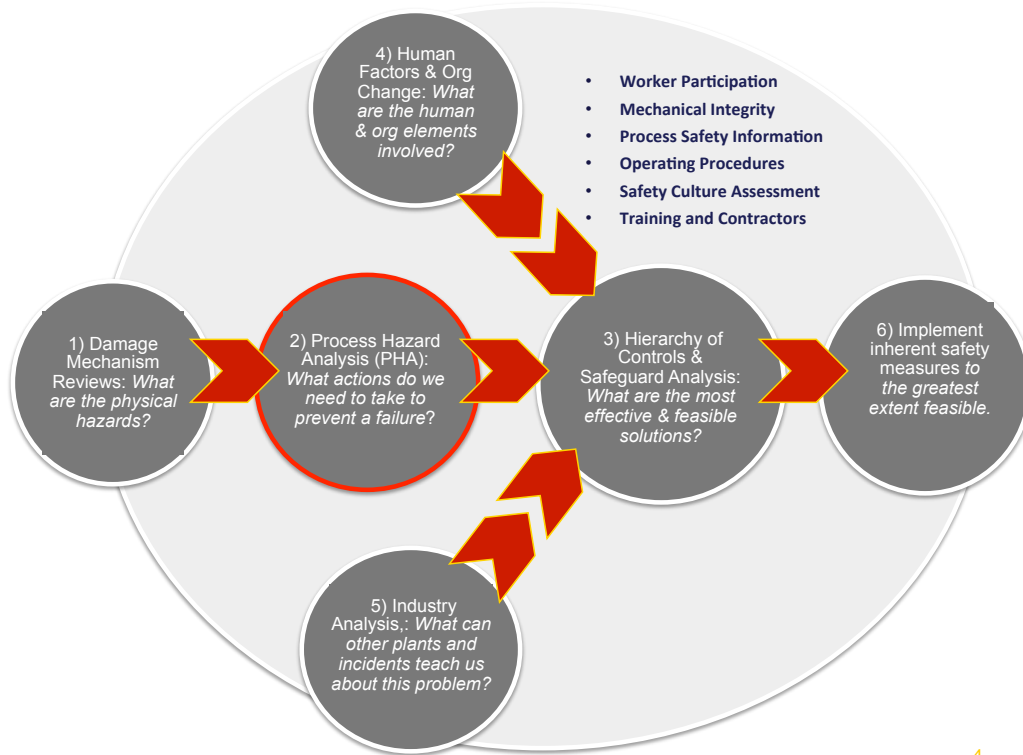 4) Human
Factors & Org
Change: What
are the human
& org elements
involved?
• Worker Participation
• Mechanical Integrity
• Process Safety Information
• Operating Procedures
• Safety Culture Assessment
• Training and Contractors
1) Damage
Mechanism
Reviews: What
are the physical
hazards?
2) Process Hazard
Analysis (PHA):
What actions do we
need to take to
prevent a failure?
3) Hierarchy of
Controls &
Safeguard Analysis:
What are the most
effective & feasible
solutions?
6) Implement
inherent safety
measures to
the greatest
extent feasible.
5) Industry
Analysis,: What can
other plants and
incidents teach us
about this problem?
4